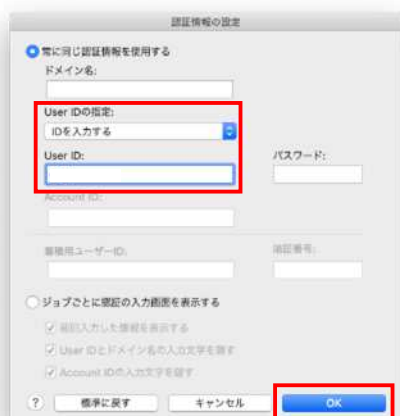 認証情報の設定
常に同じ認証情報を使用する
ドメイン名:
User IDの指定:
IDを入力する
User ID:
パスワード:
Account ID:
蓄積用ユーザーID:
暗証番号:
ジョブごとに認証の入力画面を表示する
前回入力した情報を表示する
User IDとドメイン名の入力文字を隠す
Account IDの入力文字を隠す
?
標準に戻す
キャンセル
OK